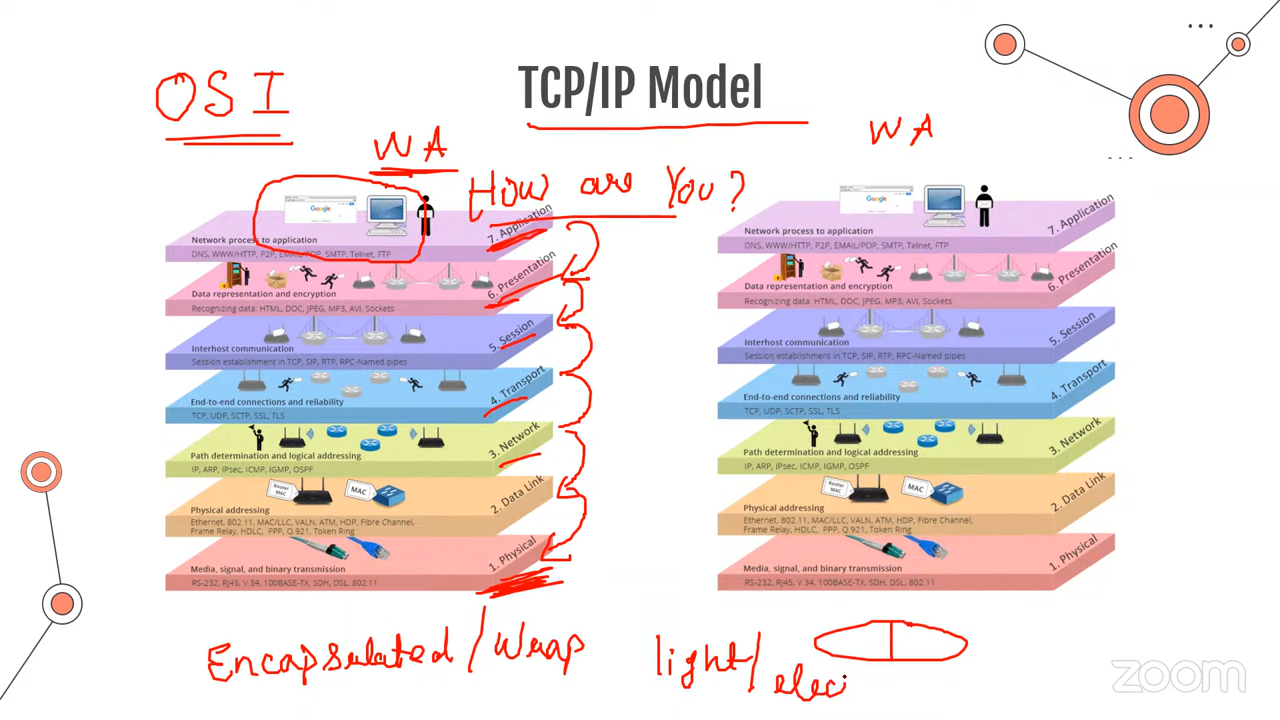 OSI
TCP/IP Model
WA
WA
How are You?
Google
Network process to application
DNS, WWW/HTTP, P2P, EMAIL/POP, SMTP, Telnet, FTP
7. Application
Data representation and encryption
Recognizing data: HTML, DOC, JPEG, MP3, AVI, Sockets
6. Presentation
Interhost communication
Session establishment in TCP, SIP, RTP, RPC-Named pipes
5. Session
End-to-end connections and reliability
TCP, UDP, SCTP, SSL, TLS
4. Transport
Path determination and logical addressing
IP, ARP, IPsec, ICMP, IGMP, OSPF
3. Network
Router MAC
MAC
Physical addressing
Ethernet, 802.11, MAC/LLC, VALN, ATM, HDP, Fibre Channel,
Frame Relay, HDLC, PPP, Q.921, Token Ring
2. Data Link
Media, signal, and binary transmission
RS-232, RJ45, V.34, 100BASE-TX, SDH, DSL, 802.11
1. Physical
Google
Network process to application
DNS, WWW/HTTP, P2P, EMAIL/POP, SMTP, Telnet, FTP
7. Application
Data representation and encryption
Recognizing data: HTML, DOC, JPEG, MP3, AVI, Sockets
6. Presentation
Interhost communication
Session establishment in TCP, SIP, RTP, RPC-Named pipes
5. Session
End-to-end connections and reliability
TCP, UDP, SCTP, SSL, TLS
4. Transport
Path determination and logical addressing
IP, ARP, IPsec, ICMP, IGMP, OSPF
3. Network
Router MAC
MAC
Physical addressing
Ethernet, 802.11, MAC/LLC, VALN, ATM, HDP, Fibre Channel,
Frame Relay, HDLC, PPP, Q.921, Token Ring
2. Data Link
Media, signal, and binary transmission
RS-232, RJ45, V.34, 100BASE-TX, SDH, DSL, 802.11
1. Physical
Encapsulated / Wrap
light/
elec
zoom